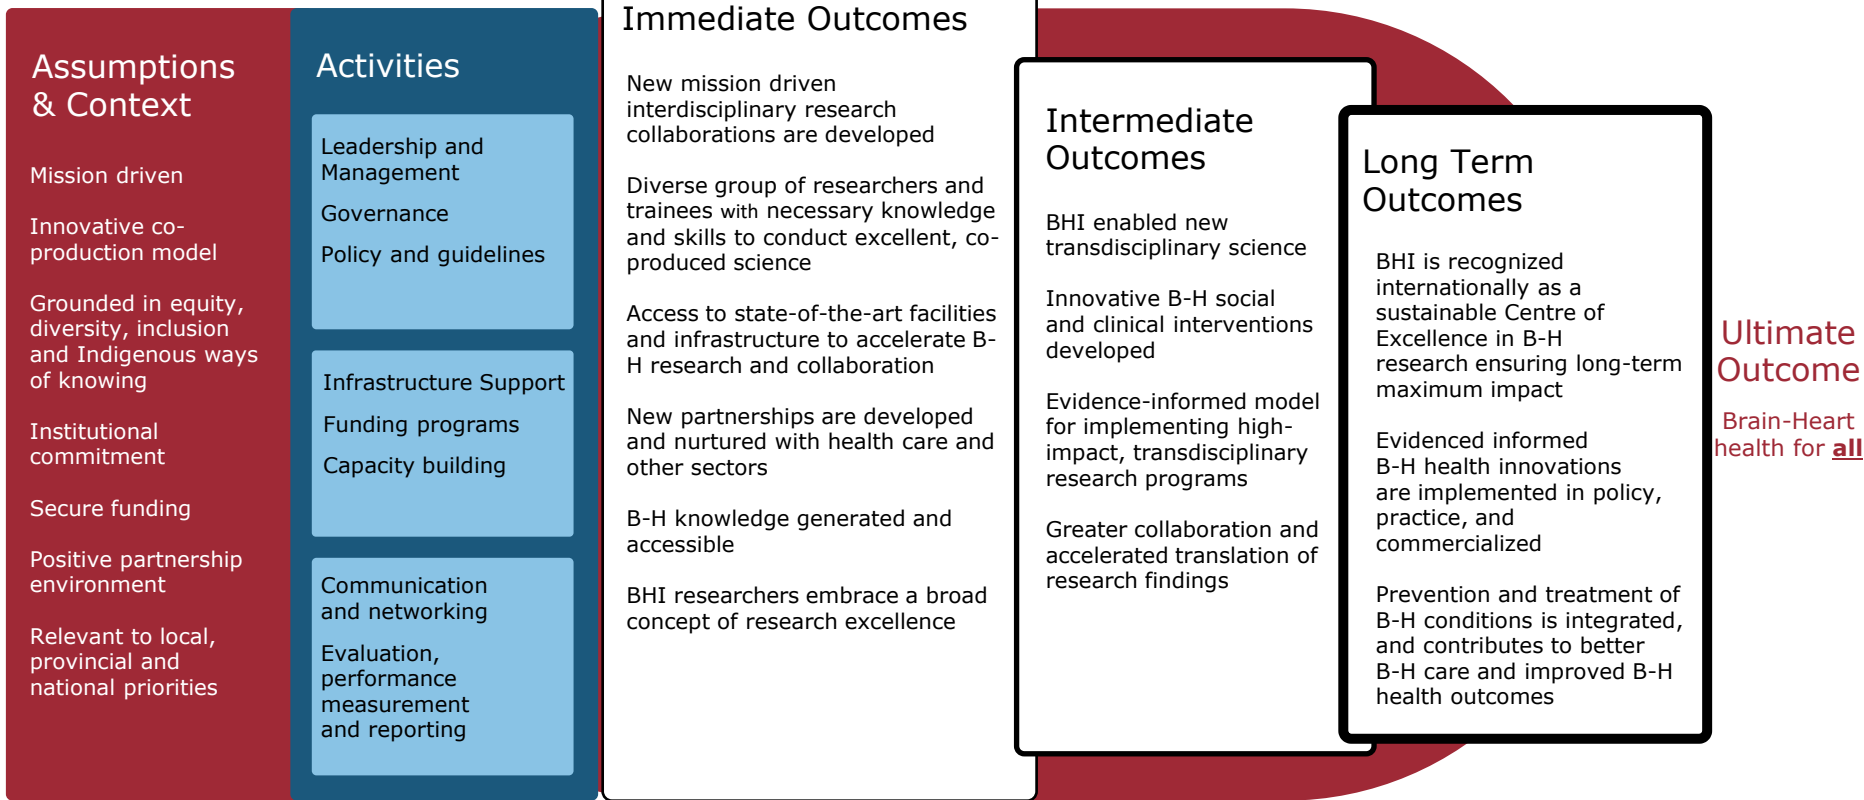 Assumptions
& Context
Mission driven
Innovative co-
production model
Grounded in equity,
diversity, inclusion
and Indigenous ways
of knowing
Institutional
commitment
Secure funding
Positive partnership
environment
Relevant to local,
provincial and
national priorities
Activities
Leadership and
Management
Governance
Policy and guidelines
Infrastructure Support
Funding programs
Capacity building
Communication
and networking
Evaluation,
performance
measurement
and reporting
Immediate Outcomes
New mission driven
interdisciplinary research
collaborations are developed
Diverse group of researchers and
trainees with necessary knowledge
and skills to conduct excellent, co-
produced science
Access to state-of-the-art facilities
and infrastructure to accelerate B-
H research and collaboration
New partnerships are developed
and nurtured with health care and
other sectors
B-H knowledge generated and
accessible
BHI researchers embrace a broad
concept of research excellence
Intermediate
Outcomes
BHI enabled new
transdisciplinary science
Innovative B-H social
and clinical interventions
developed
Evidence-informed model
for implementing high-
impact, transdisciplinary
research programs
Greater collaboration and
accelerated translation of
research findings
Long Term
Outcomes
BHI is recognized
internationally as a
sustainable Centre of
Excellence in B-H
research ensuring long-term
maximum impact
Evidenced informed
B-H health innovations
are implemented in policy,
practice, and
commercialized
Prevention and treatment of
B-H conditions is integrated,
and contributes to better
B-H care and improved B-H
health outcomes
Ultimate
Outcome
Brain-Heart
health for all